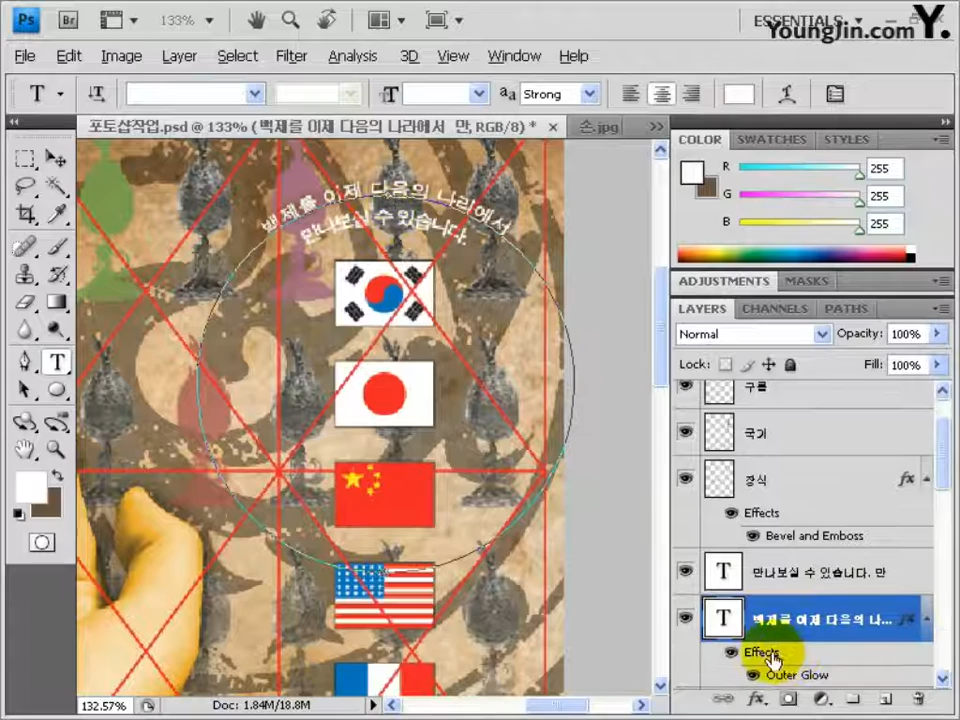 Ps
Br
133%
ESSENTIALS
YoungJin.com Y.
File Edit Image Layer Select Filter Analysis 3D View Window Help
T
aa Strong
포토샵작업.psd @ 133% (백제를 이제 다음의 나라에서 만, RGB/8) *
손.jpg
COLOR SWATCHES STYLES
R 255
G 255
B 255
ADJUSTMENTS MASKS
LAYERS CHANNELS PATHS
Normal Opacity: 100%
Lock: Fill: 100%
구름
국기
장식 fx
Effects
Bevel and Emboss
T 만나보실 수 있습니다. 만
T 백제를 이제 다음의 나... fx
Effects
Outer Glow
백제를 이제 다음의 나라에서
만나보실 수 있습니다.
132.57% Doc: 1.84M/18.8M